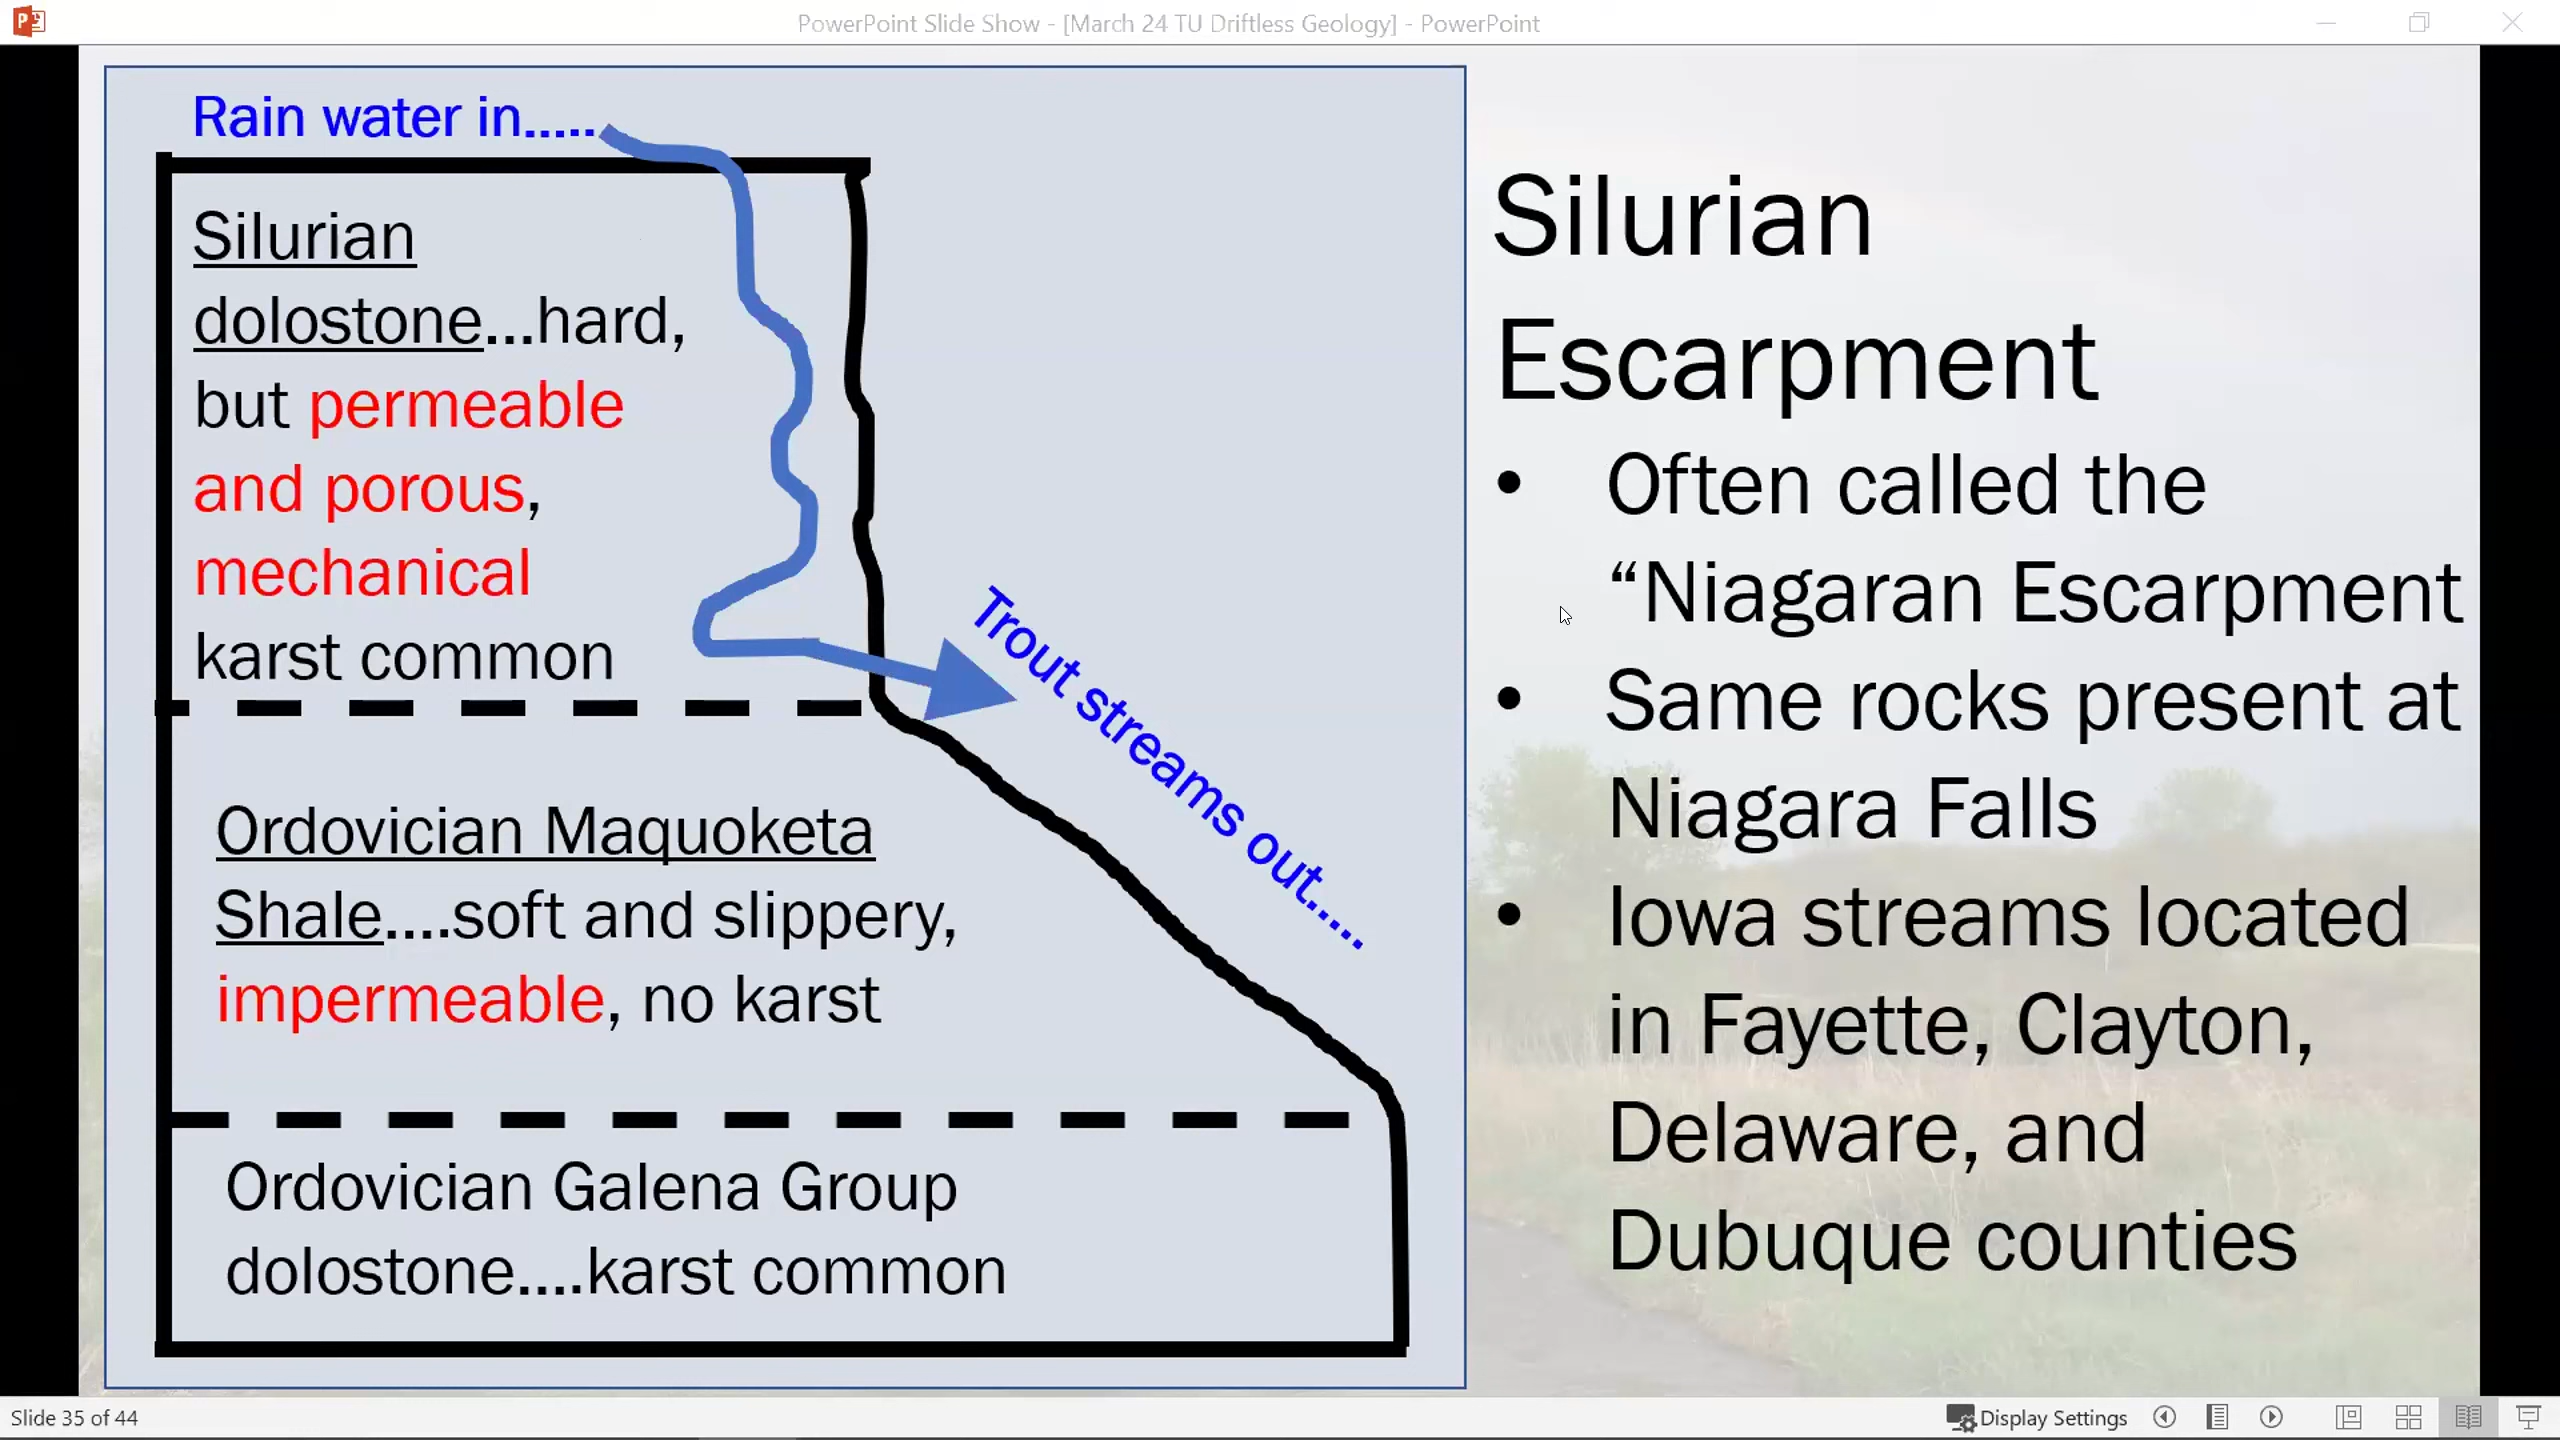 PowerPoint Slide Show - [March 24 TU Driftless Geology] - PowerPoint
Rain water in.....
Silurian
dolostone...hard,
but permeable
and porous,
mechanical
karst common
Trout streams out.....
Ordovician Maquoketa
Shale....soft and slippery,
impermeable, no karst
Ordovician Galena Group
dolostone....karst common
Silurian
Escarpment
• Often called the
“Niagaran Escarpment
• Same rocks present at
Niagara Falls
• Iowa streams located
in Fayette, Clayton,
Delaware, and
Dubuque counties
Slide 35 of 44
Display Settings